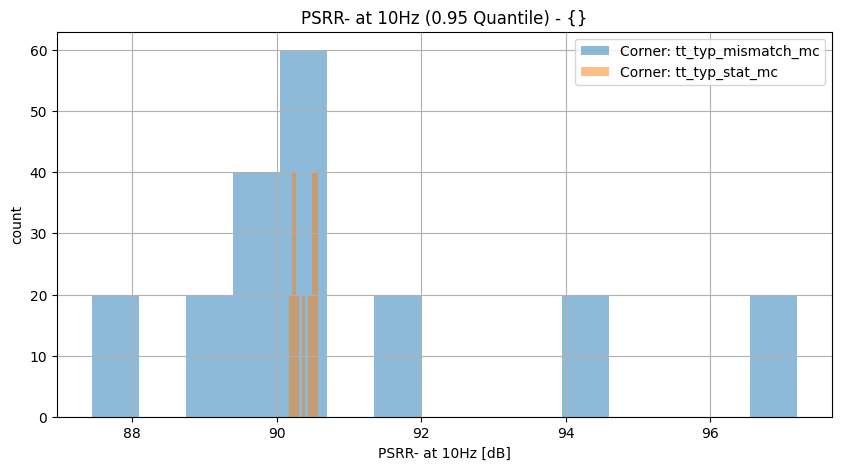 PSRR- at 10Hz (0.95 Quantile) - {}
Corner: tt_typ_mismatch_mc
Corner: tt_typ_stat_mc
count
60
50
40
30
20
10
0
88
90
92
94
96
PSRR- at 10Hz [dB]